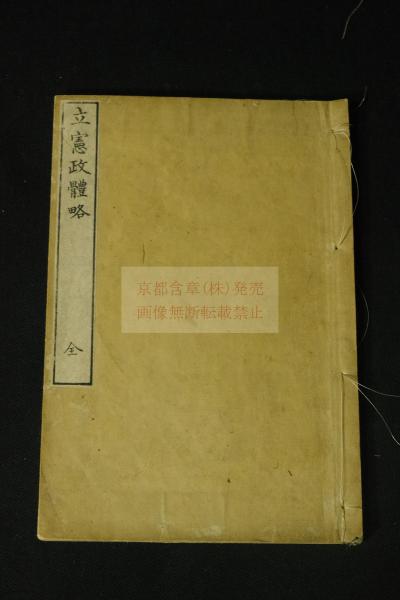 立憲政體略
全
京都含章(株)発売
画像無断転載禁止